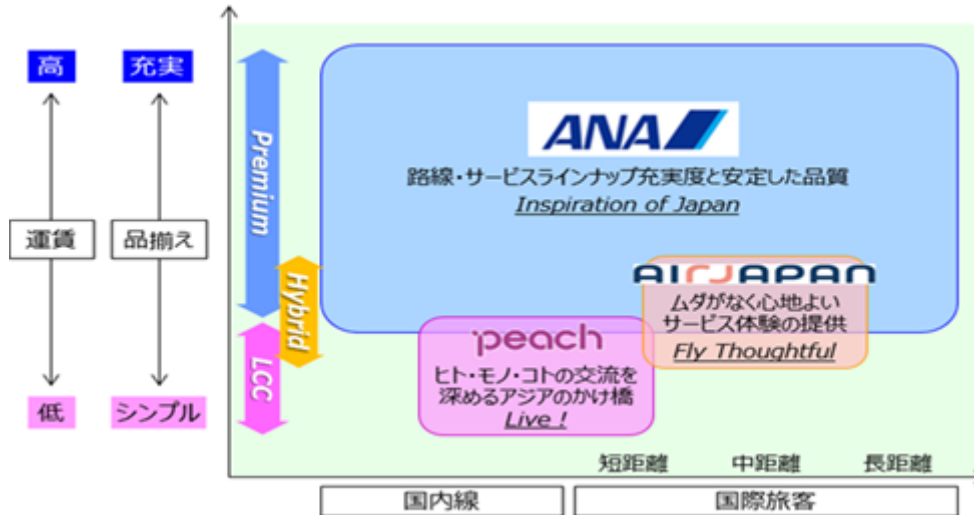 高
充実
運賃
品揃え
低
シンプル
Premium
Hybrid
LCC
ANA
路線・サービスラインナップ充実度と安定した品質
Inspiration of Japan
AIRJAPAN
ムダがなく心地よい
サービス体験の提供
Fly Thoughtful
peach
ヒト・モノ・コトの交流を
深めるアジアのかけ橋
Live !
短距離
中距離
長距離
国内線
国際旅客